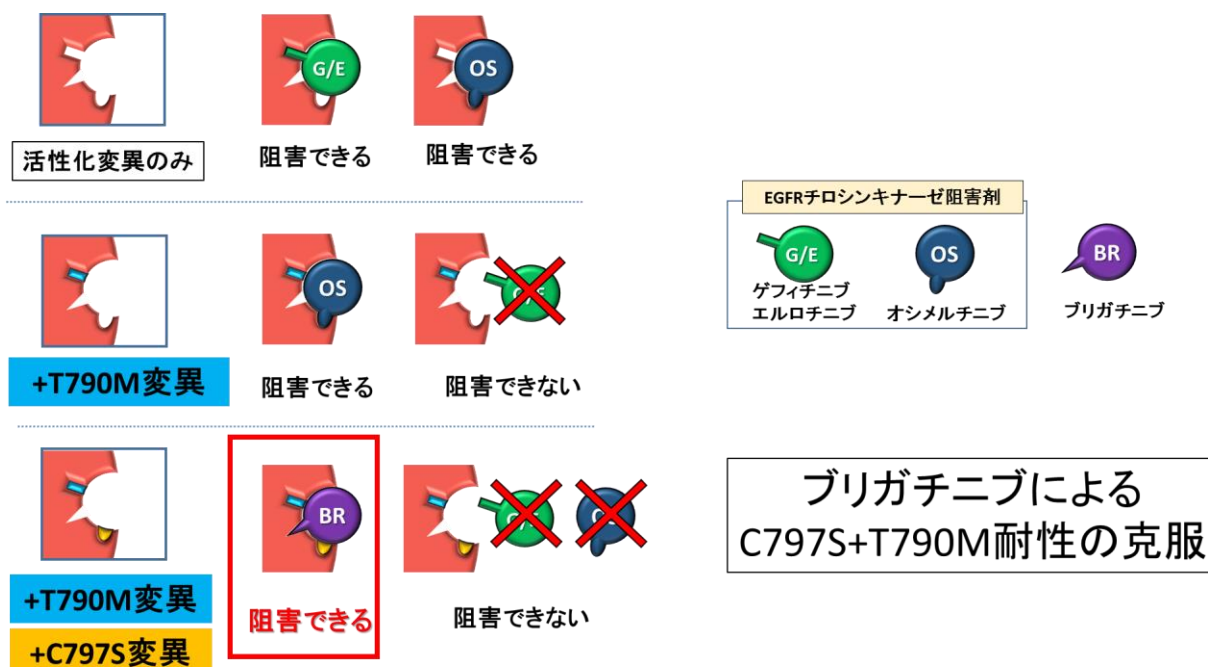 G/E
OS
活性化変異のみ
阻害できる
阻害できる
EGFRチロシンキナーゼ阻害剤
G/E
OS
BR
ゲフィチニブ
エルロチニブ
オシメルチニブ
ブリガチニブ
OS
G/E
+T790M変異
阻害できる
阻害できない
BR
G/E
ブリガチニブによる
C797S+T790M耐性の克服
+T790M変異
+C797S変異
阻害できる
阻害できない